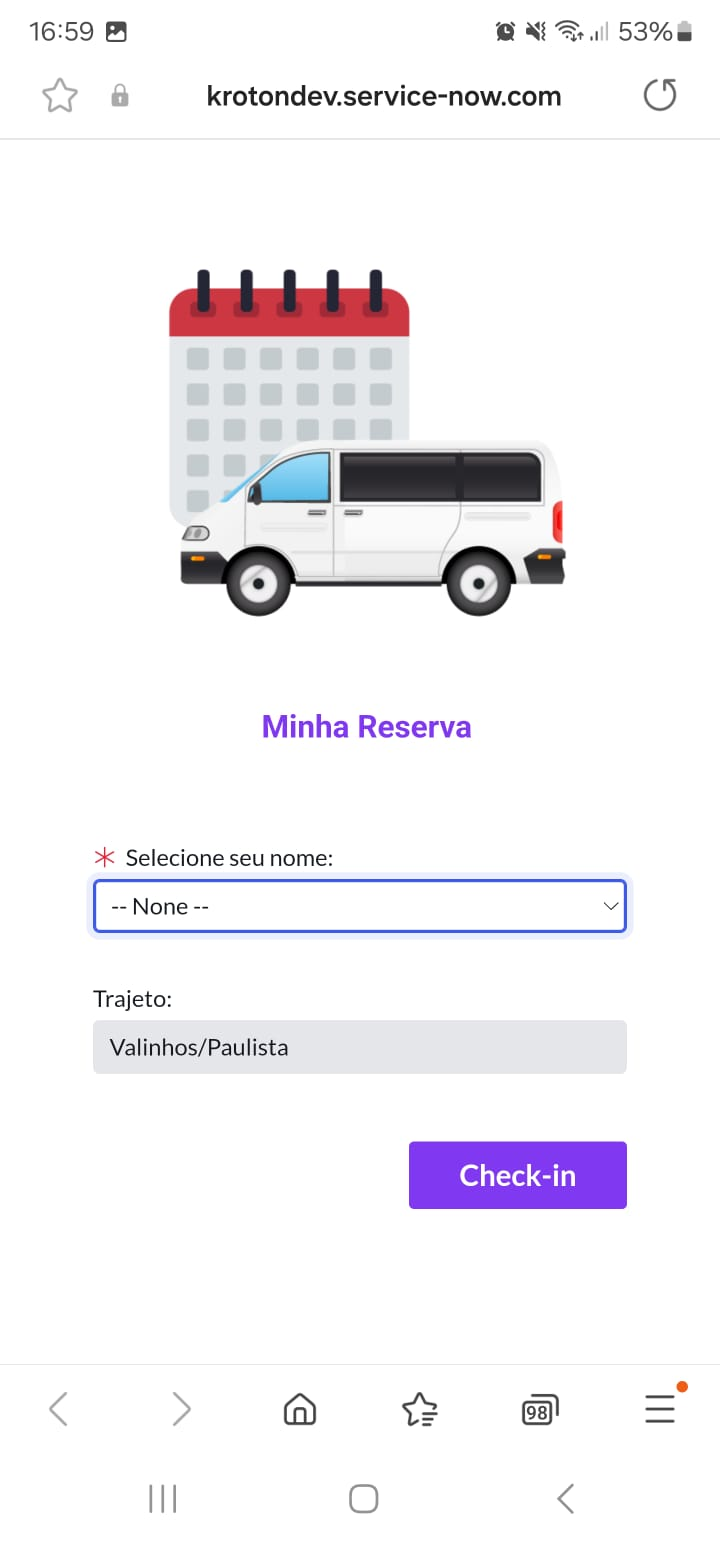 16:59 53%
krotondev.service-now.com
Minha Reserva
* Selecione seu nome:
-- None --
Trajeto:
Valinhos/Paulista
Check-in
98